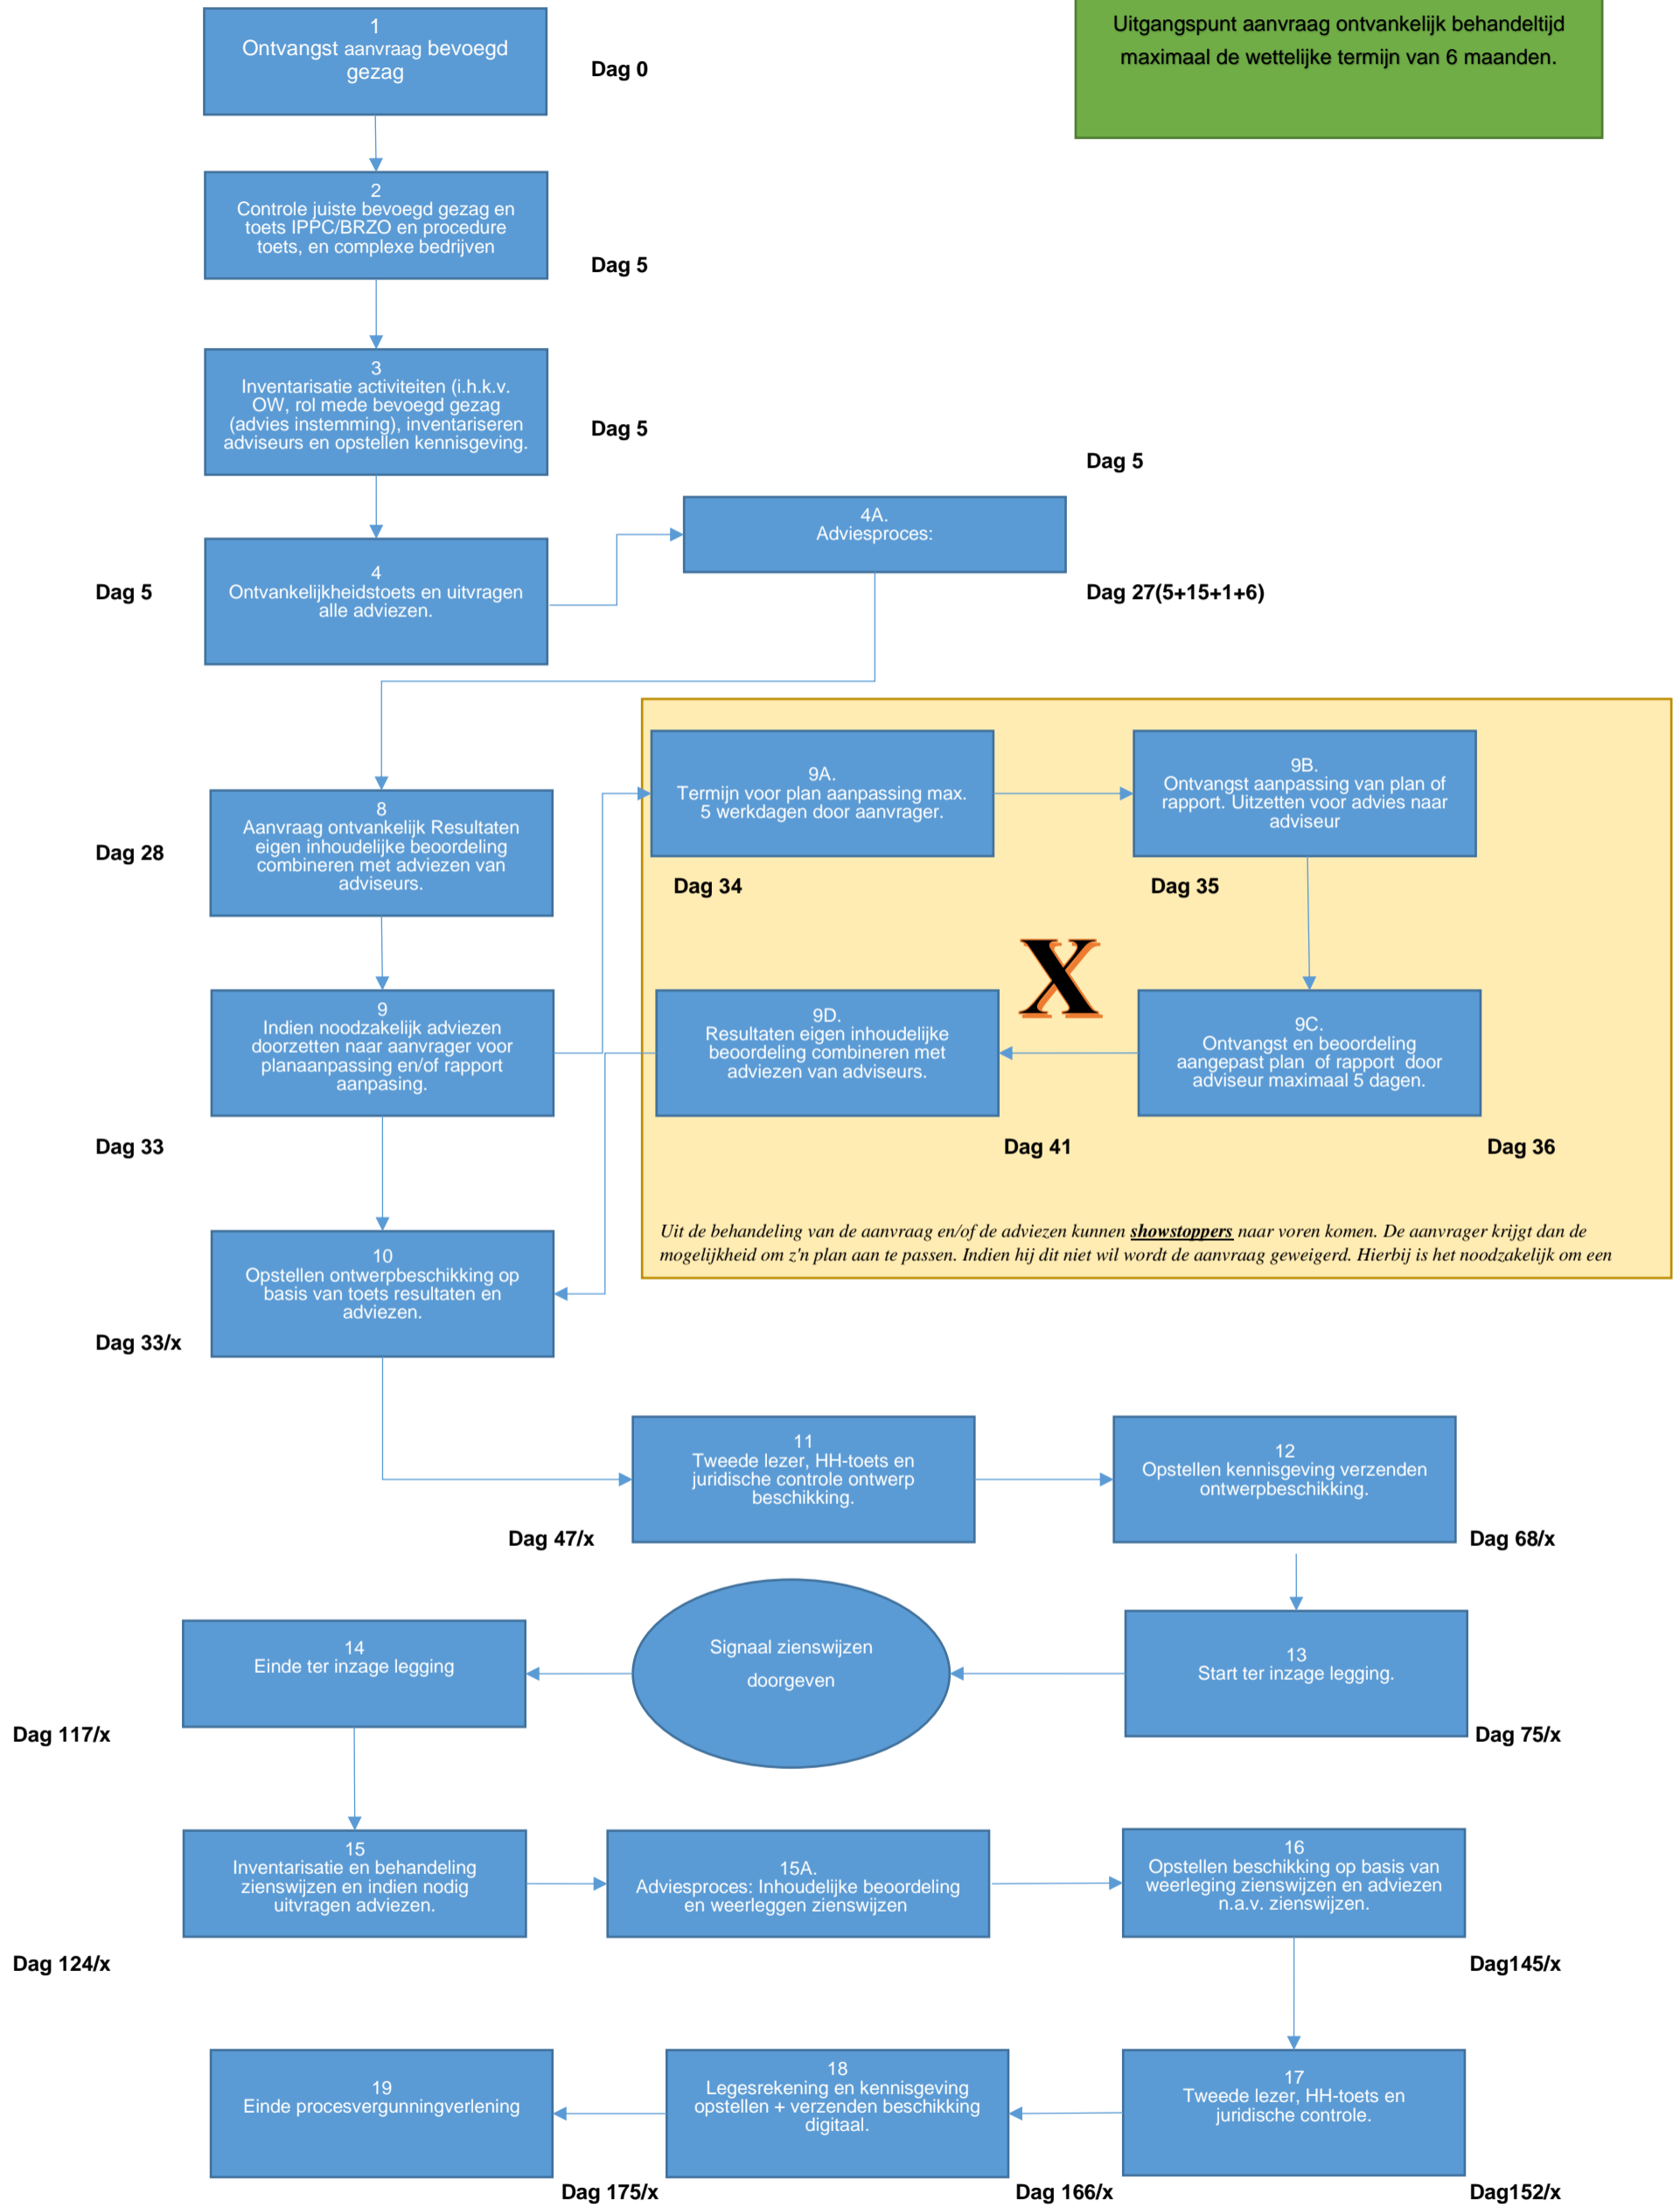 1
Ontvangst aanvraag bevoegd
gezag
Dag 0
Uitgangspunt aanvraag ontvankelijk behandeltijd
maximaal de wettelijke termijn van 6 maanden.
2
Controle juiste bevoegd gezag en
toets IPPC/BRZO en procedure
toets, en complexe bedrijven
Dag 5
3
Inventarisatie activiteiten (i.h.k.v.
OW, rol mede bevoegd gezag
(advies instemming), inventariseren
adviseurs en opstellen kennisgeving.
Dag 5
Dag 5
4A.
Adviesproces:
4
Ontvankelijkheidstoets en uitvragen
alle adviezen.
Dag 5
Dag 27(5+15+1+6)
8
Aanvraag ontvankelijk Resultaten
eigen inhoudelijke beoordeling
combineren met adviezen van
adviseurs.
Dag 28
9A.
Termijn voor plan aanpassing max.
5 werkdagen door aanvrager.
Dag 34
9B.
Ontvangst aanpassing van plan of
rapport. Uitzetten voor advies naar
adviseur
Dag 35
X
9
Indien noodzakelijk adviezen
doorzetten naar aanvrager voor
planaanpassing en/of rapport
aanpasing.
Dag 33
9D.
Resultaten eigen inhoudelijke
beoordeling combineren met
adviezen van adviseurs.
Dag 41
9C.
Ontvangst en beoordeling
aangepast plan of rapport door
adviseur maximaal 5 dagen.
Dag 36
Uit de behandeling van de aanvraag en/of de adviezen kunnen showstoppers naar voren komen. De aanvrager krijgt dan de
mogelijkheid om z'n plan aan te passen. Indien hij dit niet wil wordt de aanvraag geweigerd. Hierbij is het noodzakelijk om een
10
Opstellen ontwerpbeschikking op
basis van toets resultaten en
adviezen.
Dag 33/x
11
Tweede lezer, HH-toets en
juridische controle ontwerp
beschikking.
Dag 47/x
12
Opstellen kennisgeving verzenden
ontwerpbeschikking.
Dag 68/x
13
Start ter inzage legging.
Dag 75/x
Signaal zienswijzen
doorgeven
14
Einde ter inzage legging
Dag 117/x
15
Inventarisatie en behandeling
zienswijzen en indien nodig
uitvragen adviezen.
Dag 124/x
15A.
Adviesproces: Inhoudelijke beoordeling
en weerleggen zienswijzen
16
Opstellen beschikking op basis van
weerleging zienswijzen en adviezen
n.a.v. zienswijzen.
Dag145/x
17
Tweede lezer, HH-toets en
juridische controle.
Dag152/x
18
Legesrekening en kennisgeving
opstellen + verzenden beschikking
digitaal.
Dag 166/x
19
Einde procesvergunningverlening
Dag 175/x